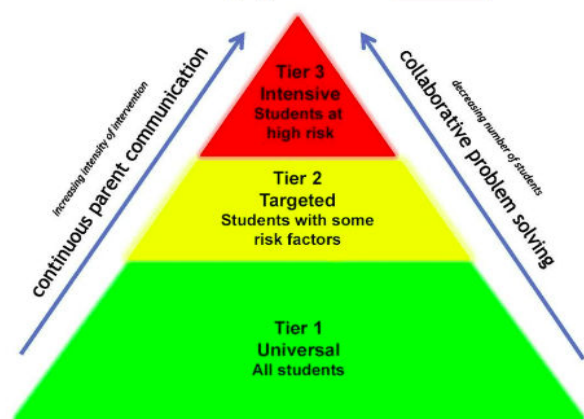 Tier 3
Intensive
Students at
high risk
Tier 2
Targeted
Students with some
risk factors
Tier 1
Universal
All students
increasing intensity of intervention
continuous parent communication
decreasing number of students
collaborative problem solving